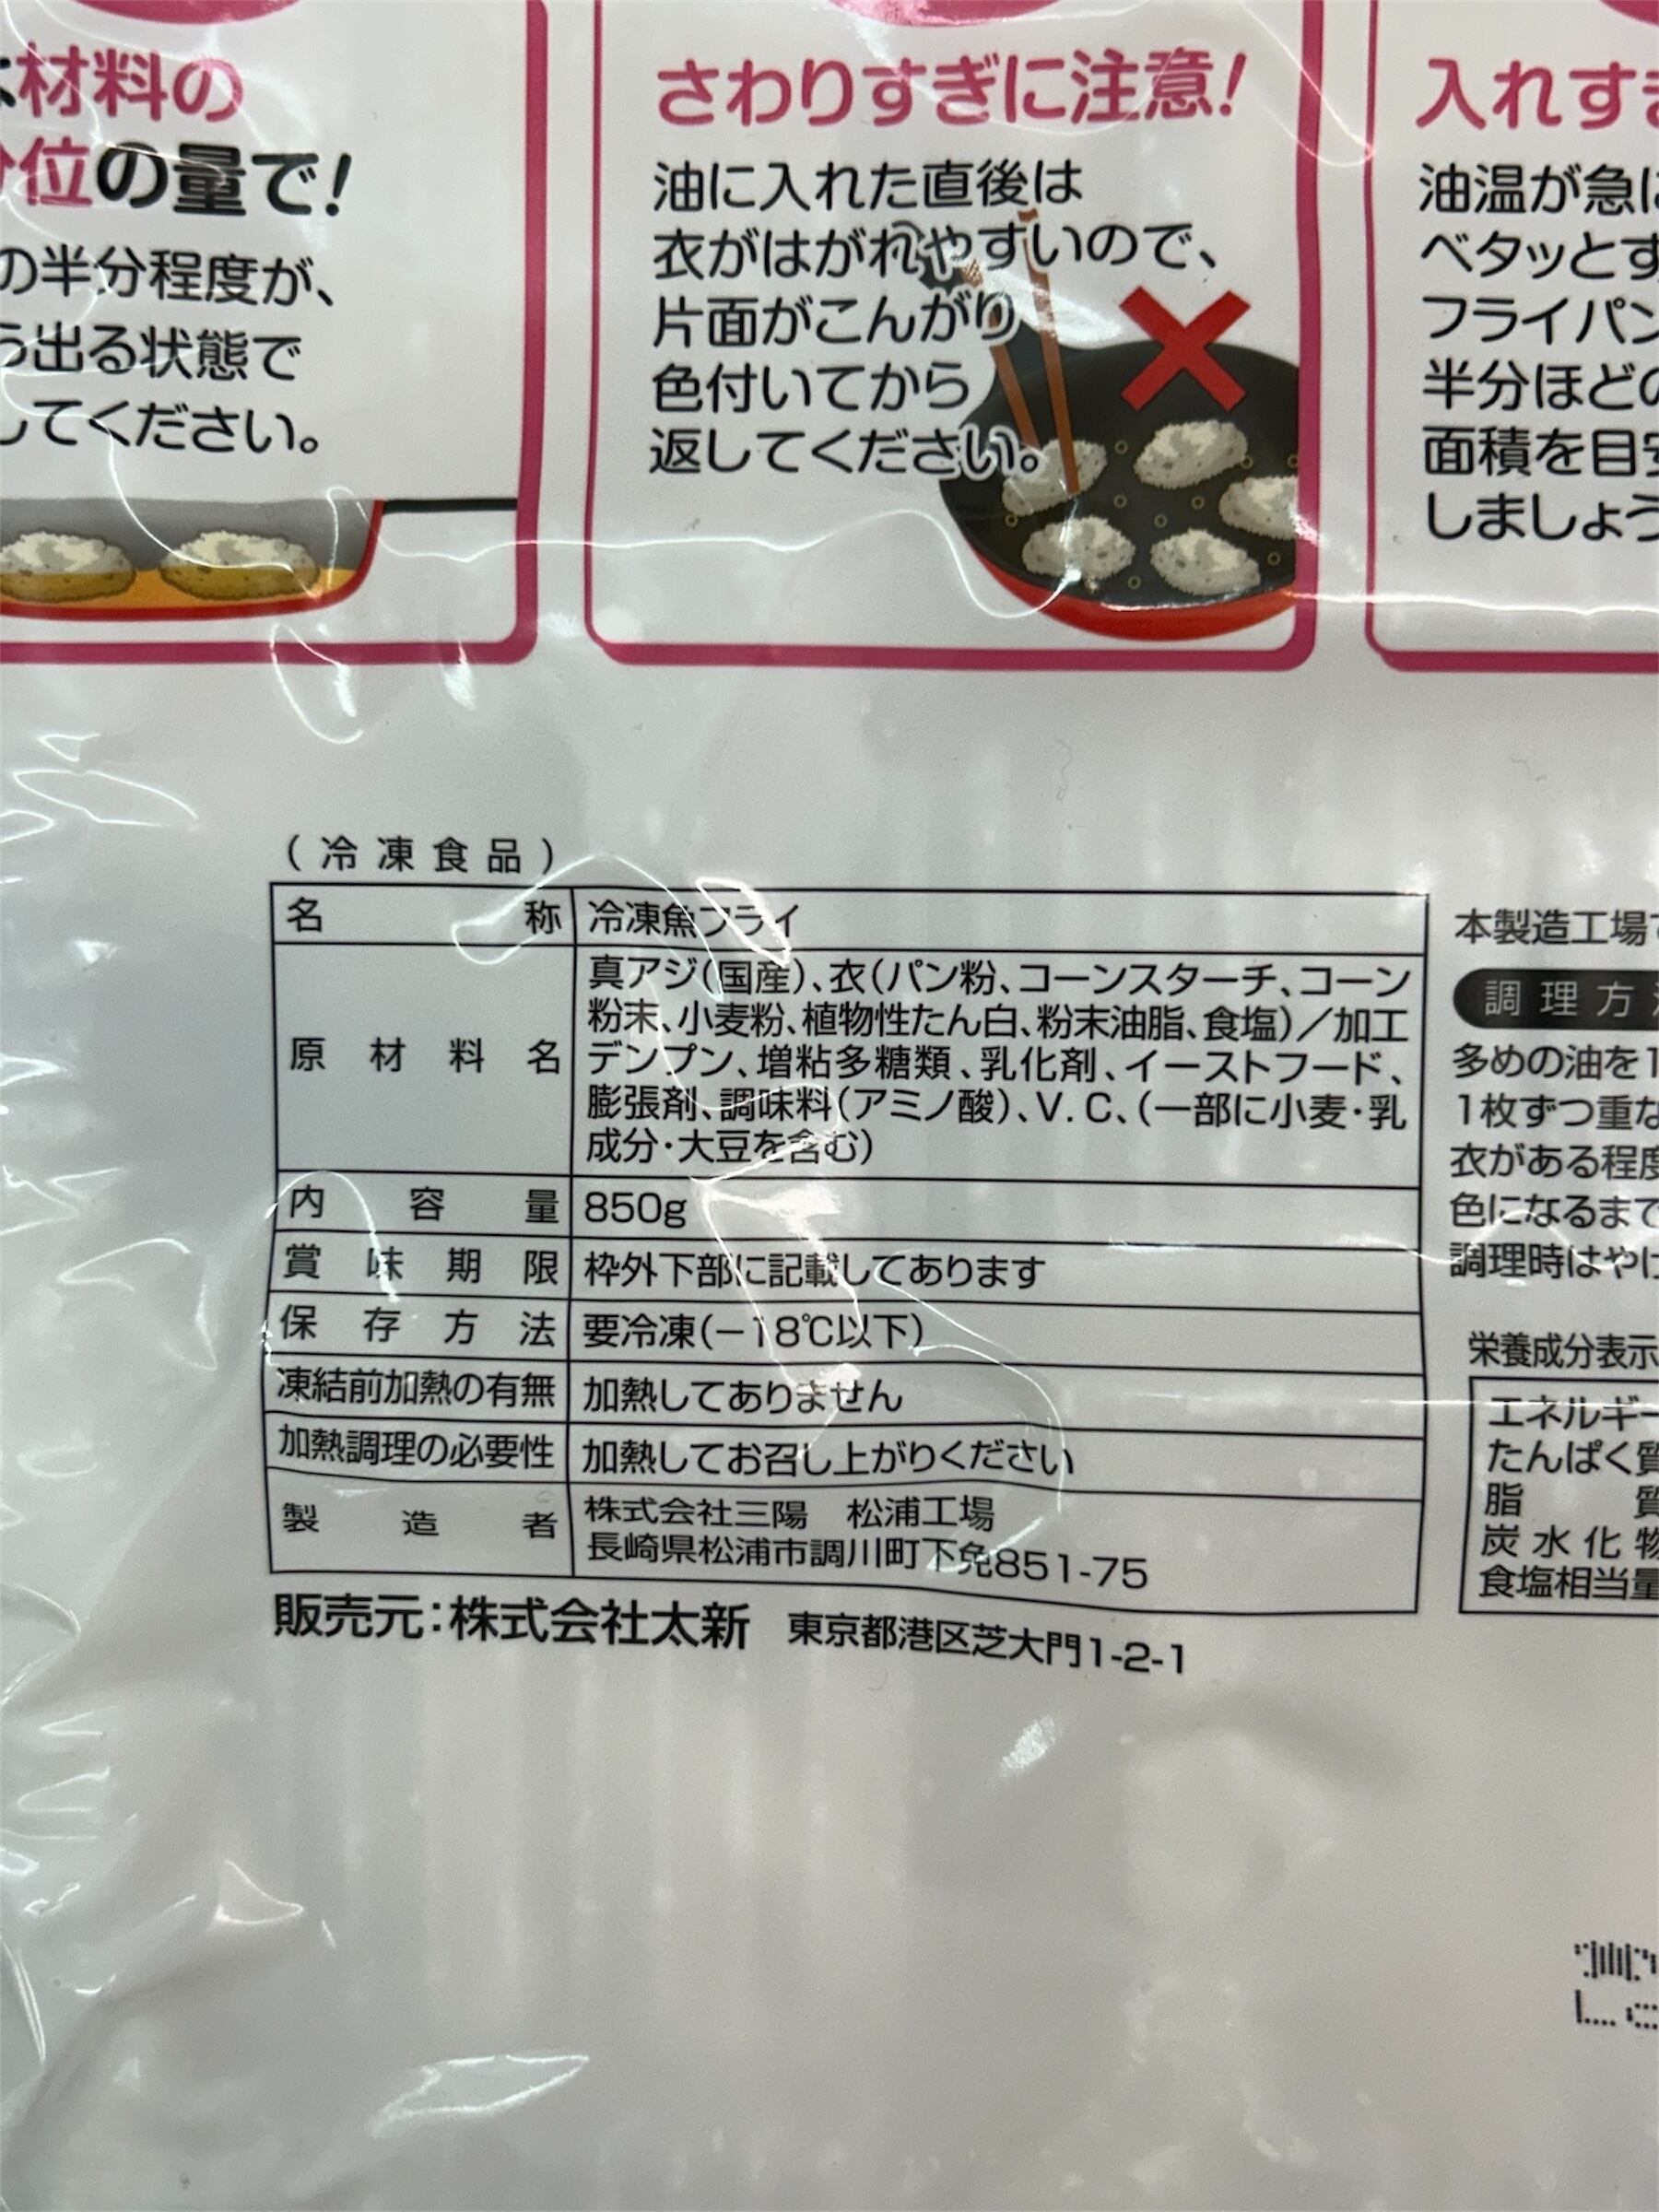 材料の
位の量で!
の半分程度が、
出る状態で
してください。
さわりすぎに注意!
油に入れた直後は
衣がはがれやすいので、
片面がこんがり
色付いてから
返してください。
入れす
油温が急に
ベタッとす
フライパン
半分ほどの
面積を目安
しましょう
(冷凍食品)
名称 冷凍魚フライ
原材料名 真アジ(国産)、衣(パン粉、コーンスターチ、コーン
粉末、小麦粉、植物性たん白、粉末油脂、食塩)/加工
デンプン、増粘多糖類、乳化剤、イーストフード、
膨張剤、調味料(アミノ酸)、V.C、(一部に小麦・乳
成分・大豆を含む)
内容量 850g
賞味期限 枠外下部に記載してあります
保存方法 要冷凍(-18℃以下)
凍結前加熱の有無 加熱してありません
加熱調理の必要性 加熱してお召し上がりください
製造者 株式会社三陽 松浦工場
長崎県松浦市調川町下免851-75
販売元:株式会社太新 東京都港区芝大門1-2-1
本製造工場で
調理方
多めの油を1
1枚ずつ重な
衣がある程度
色になるまで
調理時はやけ
栄養成分表示
エネルギー
たんぱく質
脂質
炭水化物
食塩相当量